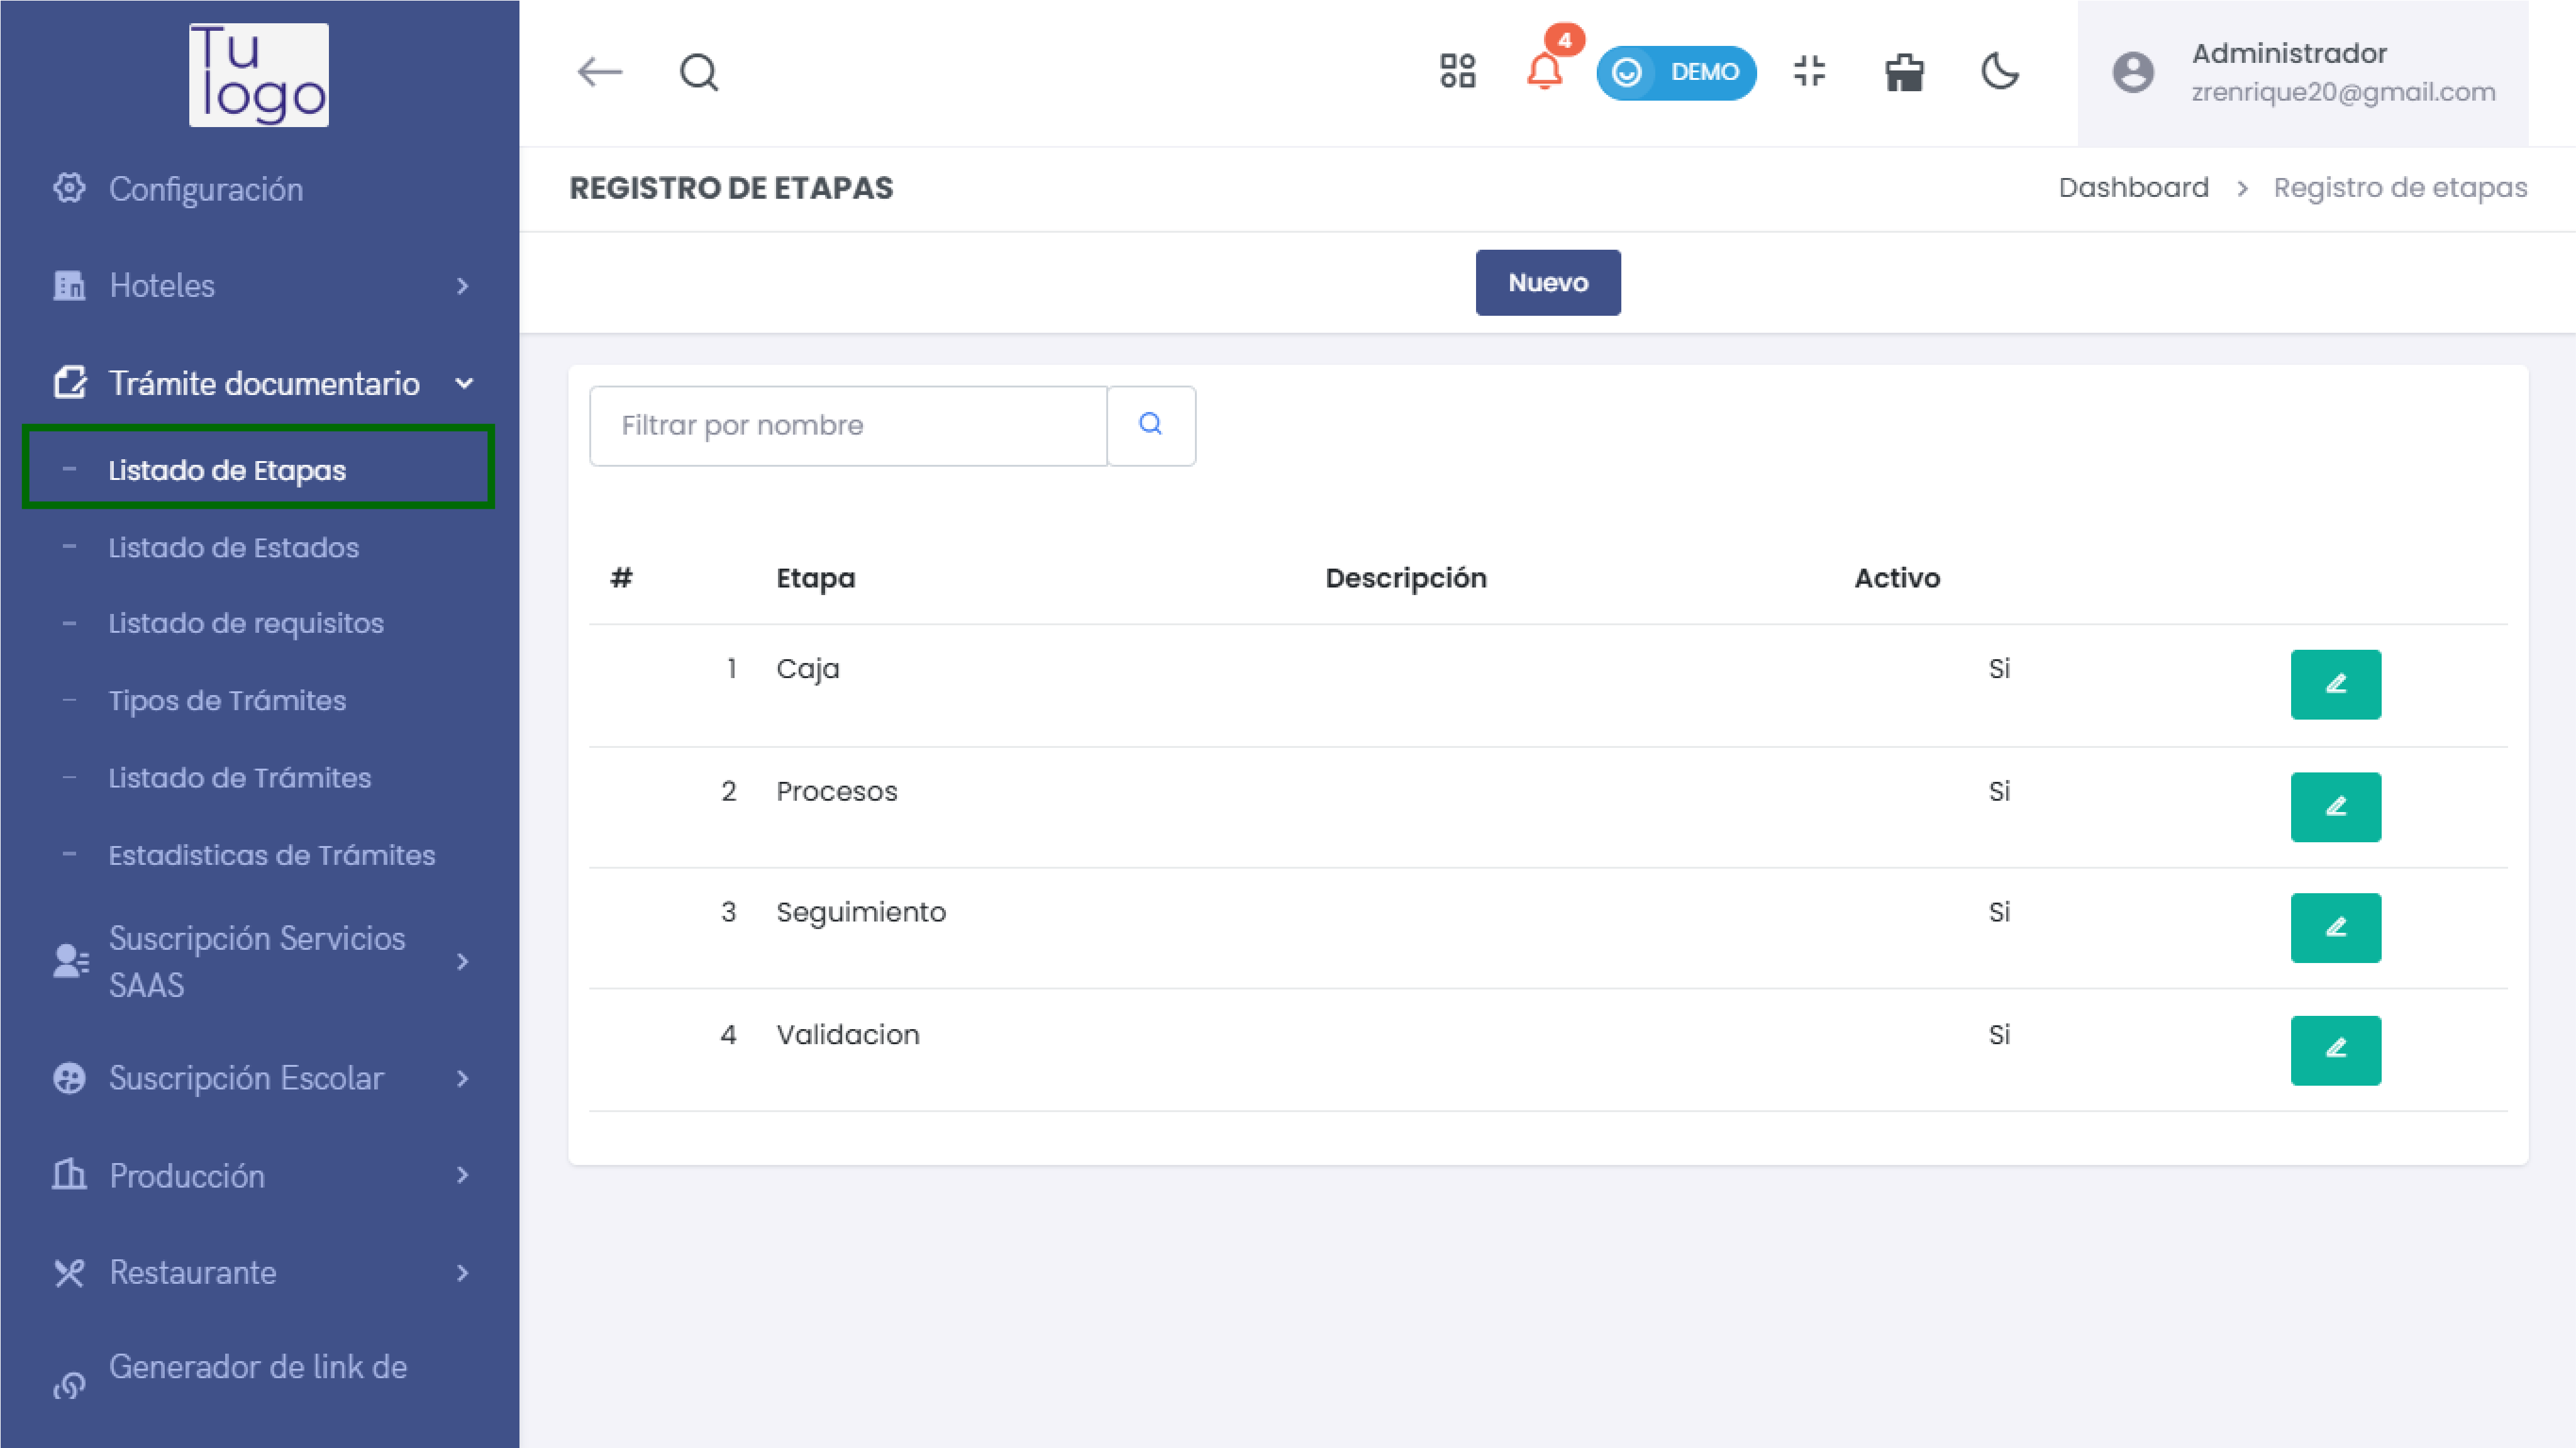 Tu
logo
Configuración
Hoteles
Trámite documentario
Listado de Etapas
Listado de Estados
Listado de requisitos
Tipos de Trámites
Listado de Trámites
Estadisticas de Trámites
Suscripción Servicios
SAAS
Suscripción Escolar
Producción
Restaurante
Generador de link de
4
DEMO
Administrador
zrenrique20@gmail.com
REGISTRO DE ETAPAS
Dashboard > Registro de etapas
Nuevo
Filtrar por nombre
# Etapa Descripción Activo
1 Caja Si
2 Procesos Si
3 Seguimiento Si
4 Validacion Si